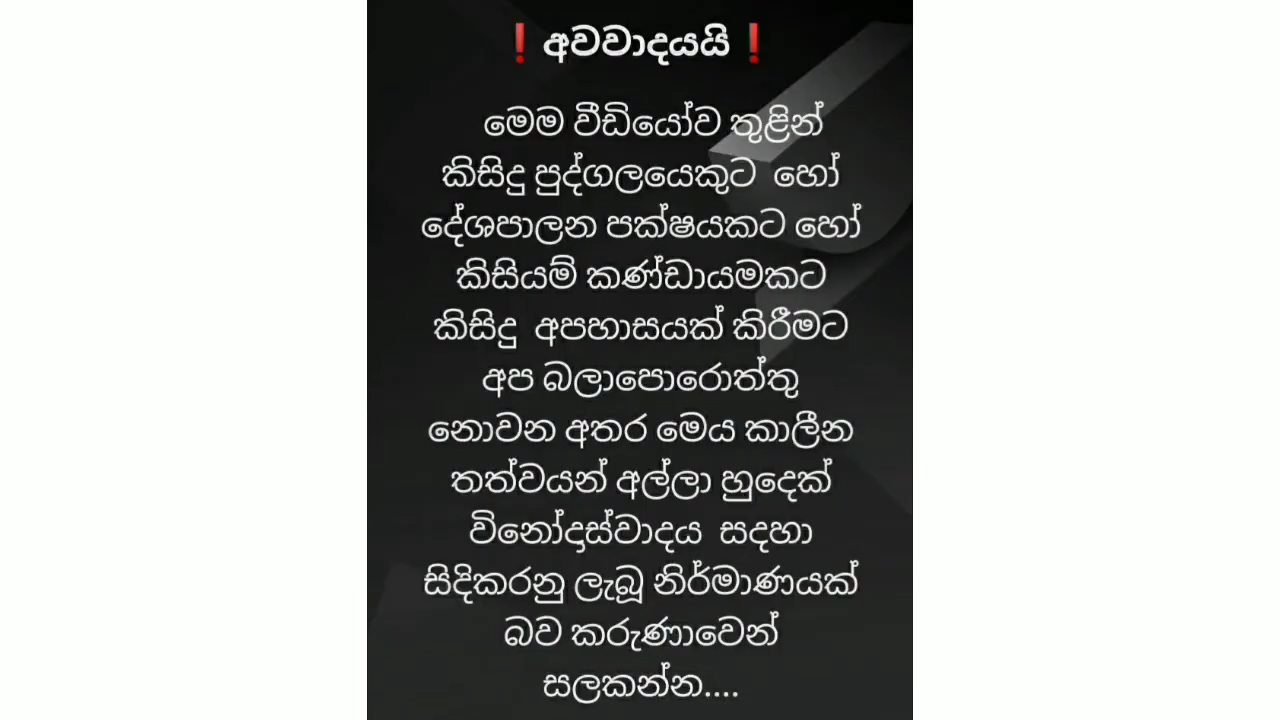 ❗අවවාදයයි❗
මෙම වීඩියෝව තුළින්
කිසිදු පුද්ගලයෙකුට හෝ
දේශපාලන පක්ෂයකට හෝ
කිසියම් කණ්ඩායමකට
කිසිදු අපහාසයක් කිරීමට
අප බලාපොරොත්තු
නොවන අතර මෙය කාලීන
තත්වයන් අල්ලා හුදෙක්
විනෝදාස්වාදය සදහා
සිදිකරනු ලැබූ නිර්මාණයක්
බව කරුණාවෙන්
සලකන්න....